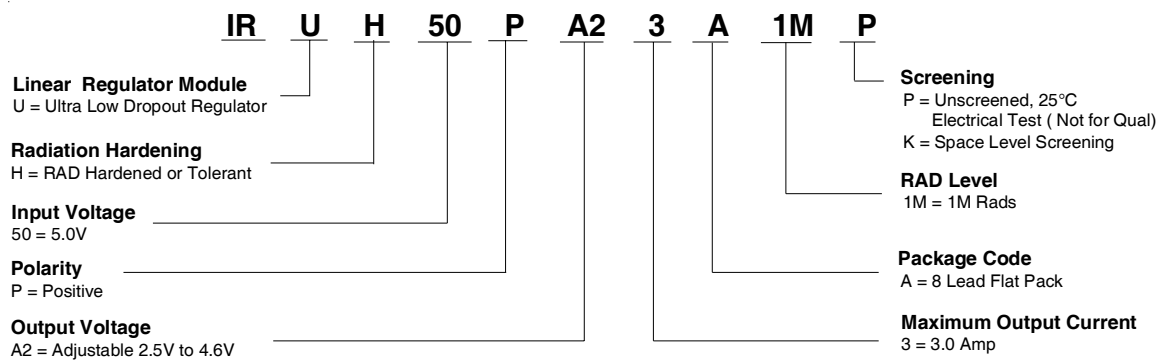 IR U H 50 P A2 3 A 1M P
Linear Regulator Module
U = Ultra Low Dropout Regulator
Radiation Hardening
H = RAD Hardened or Tolerant
Input Voltage
50 = 5.0V
Polarity
P = Positive
Output Voltage
A2 = Adjustable 2.5V to 4.6V
Screening
P = Unscreened, 25°C
Electrical Test ( Not for Qual)
K = Space Level Screening
RAD Level
1M = 1M Rads
Package Code
A = 8 Lead Flat Pack
Maximum Output Current
3 = 3.0 Amp